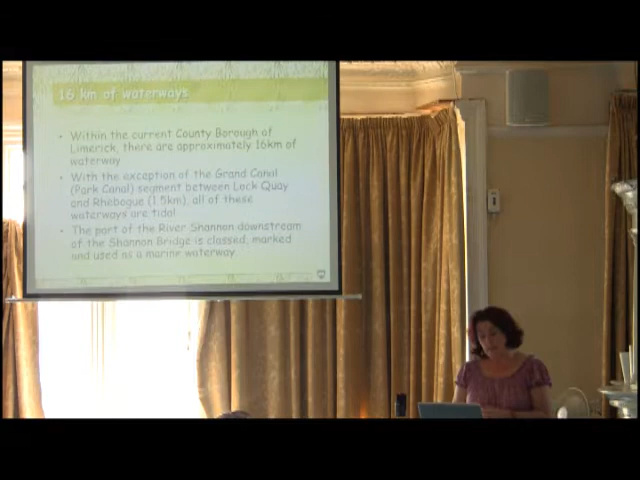 16 km of waterways
- Within the current County Borough of
Limerick, there are approximately 16km of
waterway
- With the exception of the Grand Canal
(Park Canal) segment between Lock Quay
and Rhebogue (1.5km), all of these
waterways are tidal
- The part of the River Shannon downstream
of the Shannon Bridge is classed, marked
and used as a marine waterway